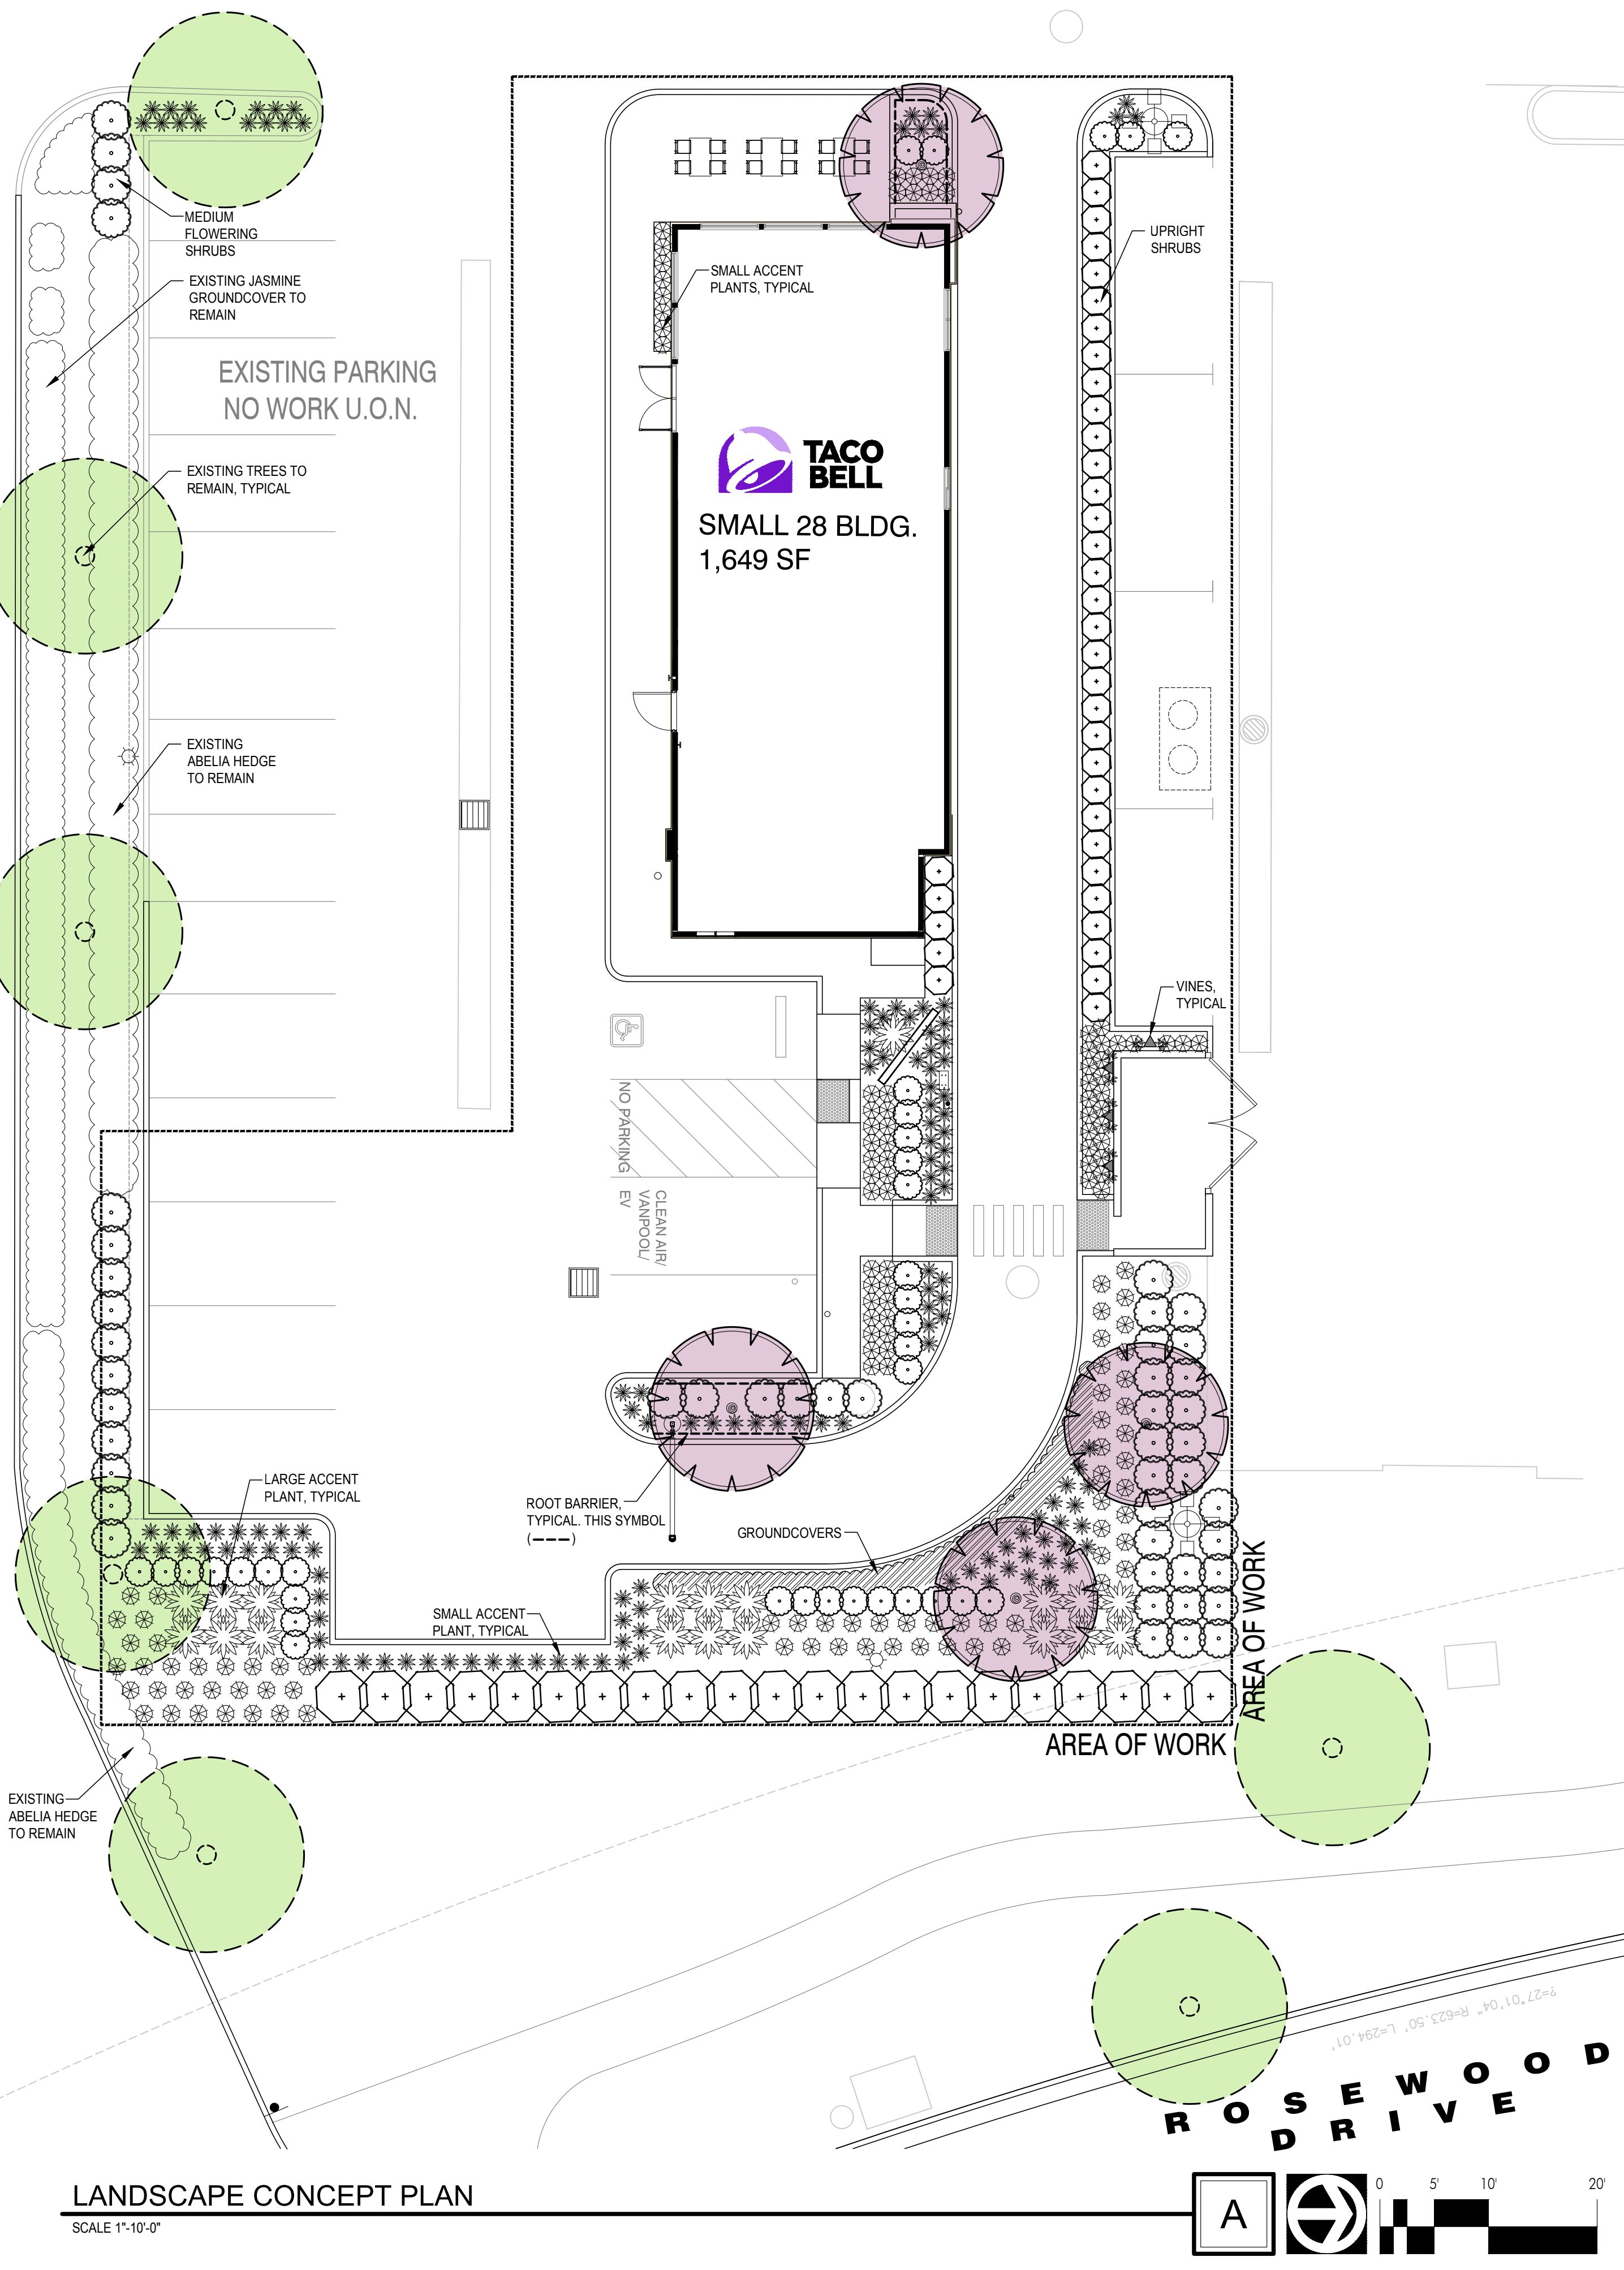 MEDIUM
FLOWERING
SHRUBS
EXISTING JASMINE
GROUNDCOVER TO
REMAIN
EXISTING PARKING
NO WORK U.O.N.
EXISTING TREES TO
REMAIN, TYPICAL
EXISTING
ABELIA HEDGE
TO REMAIN
SMALL ACCENT
PLANTS, TYPICAL
UPRIGHT
SHRUBS
TACO
BELL
SMALL 28 BLDG.
1,649 SF
VINES,
TYPICAL
NO PARKING
CLEAN AIR/
VANPOOL/
EV
LARGE ACCENT
PLANT, TYPICAL
ROOT BARRIER,
TYPICAL. THIS SYMBOL
(----)
GROUNDCOVERS
SMALL ACCENT
PLANT, TYPICAL
AREA OF WORK
AREA OF WORK
EXISTING
ABELIA HEDGE
TO REMAIN
?=27°01'04" R=623.50' L=294.01'
ROSEWOOD
DRIVE
LANDSCAPE CONCEPT PLAN
SCALE 1"-10'-0"
A
0 5' 10' 20'